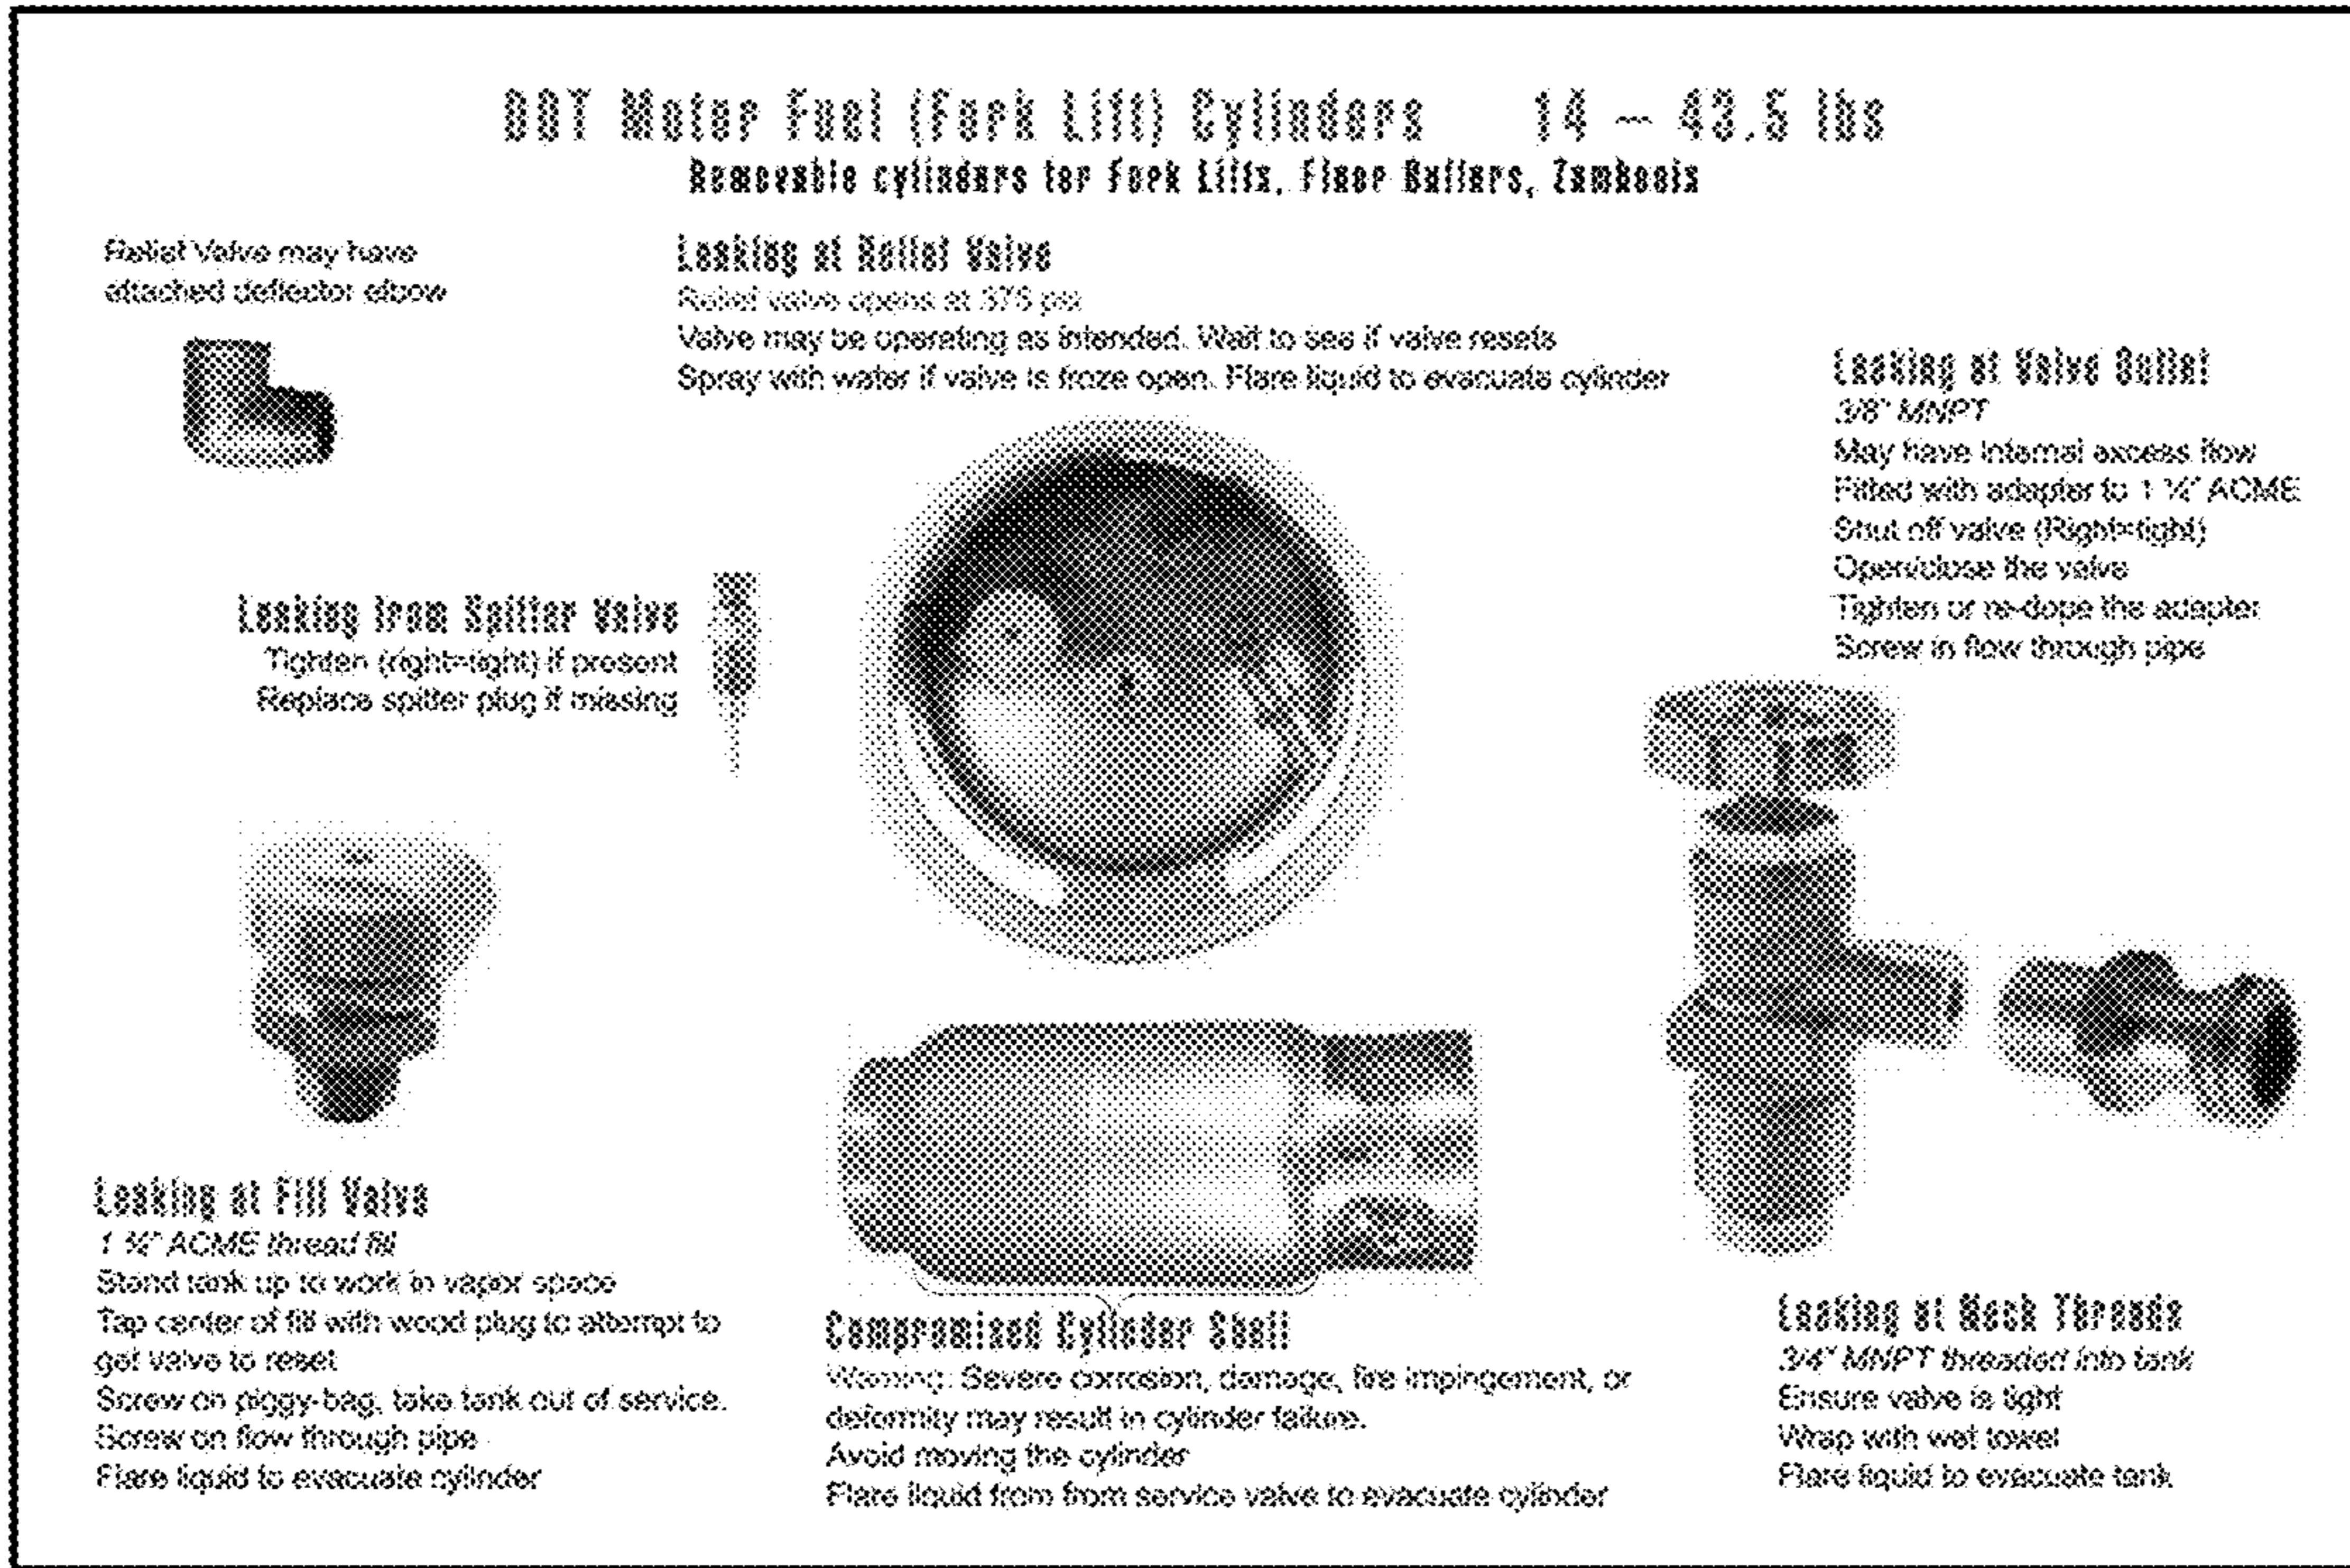 DOT Motor Fuel (Fork Lift) Cylinders 14 – 43.5 lbs
Removable cylinders for Fork Lifts, Floor Buffers, Zambonis
Relief Valve may have
attached deflector elbow
Leaking at Relief Valve
Relief valve opens at 375 psi
Valve may be operating as intended. Wait to see if valve resets
Spray with water if valve is froze open. Flare liquid to evacuate cylinder
Leaking at Valve Outlet
3/8" MNPT
May have internal excess flow
Fitted with adapter to 1 ¼" ACME
Shut off valve (Right=tight)
Open/close the valve
Tighten or re-dope the adapter
Screw in flow through pipe
Leaking from Spitter Valve
Tighten (right=tight) if present
Replace spitter plug if missing
Leaking at Fill Valve
1 ¾" ACME thread fill
Stand tank up to work in vapor space
Tap center of fill with wood plug to attempt to
get valve to reset
Screw on piggy-bag, take tank out of service.
Screw on flow through pipe
Flare liquid to evacuate cylinder
Compromised Cylinder Shell
Warning: Severe corrosion, damage, fire impingement, or
deformity may result in cylinder failure.
Avoid moving the cylinder
Flare liquid from from service valve to evacuate cylinder
Leaking at Neck Threads
3/4" MNPT threaded into tank
Ensure valve is tight
Wrap with wet towel
Flare liquid to evacuate tank